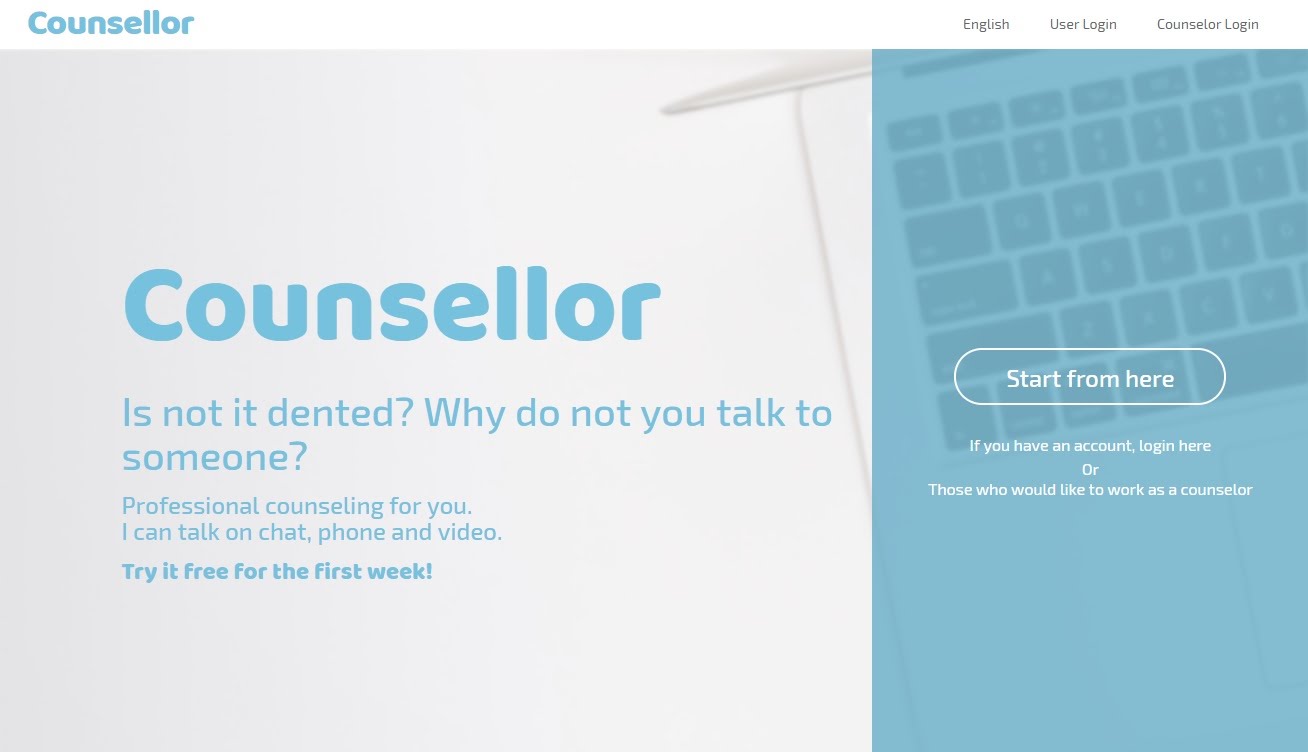 Counsellor
English
User Login
Counselor Login
Counsellor
Is not it dented? Why do not you talk to
someone?
Professional counseling for you.
I can talk on chat, phone and video.
Try it free for the first week!
Start from here
If you have an account, login here
Or
Those who would like to work as a counselor